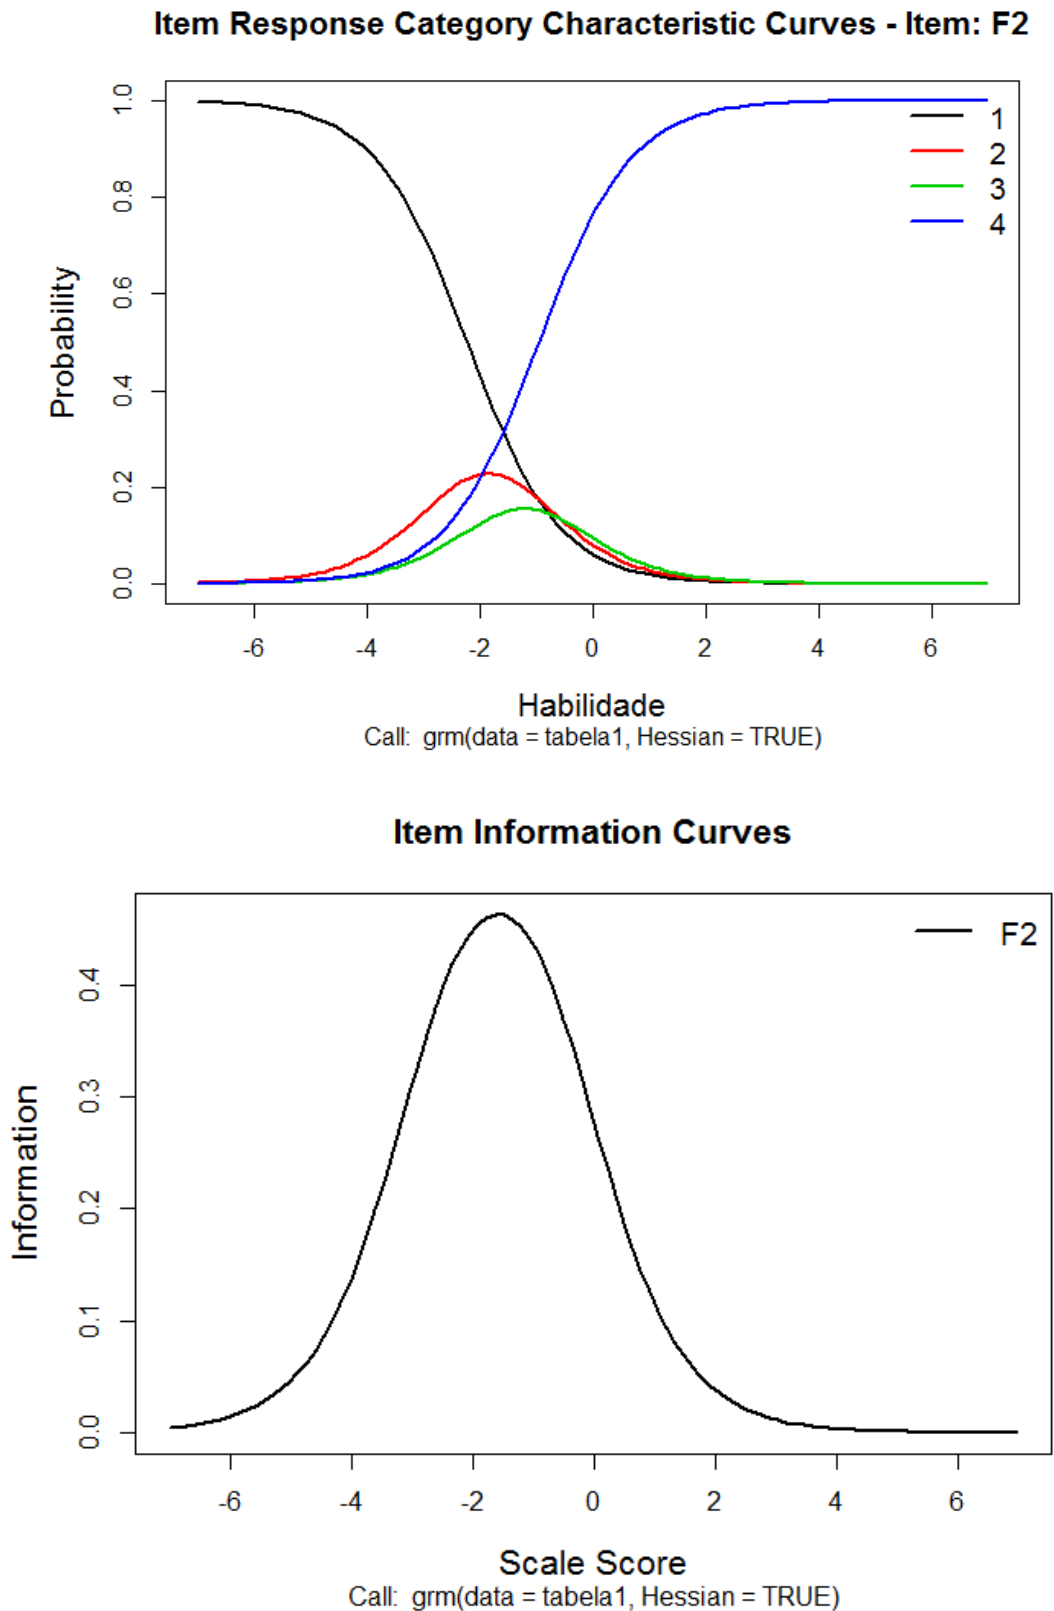 Item Response Category Characteristic Curves - Item: F2
1.0
0.8
0.6
0.4
0.2
0.0
Probability
1
2
3
4
-6 -4 -2 0 2 4 6
Habilidade
Call: grm(data = tabela1, Hessian = TRUE)
Item Information Curves
F2
0.4
0.3
0.2
0.1
0.0
Information
-6 -4 -2 0 2 4 6
Scale Score
Call: grm(data = tabela1, Hessian = TRUE)